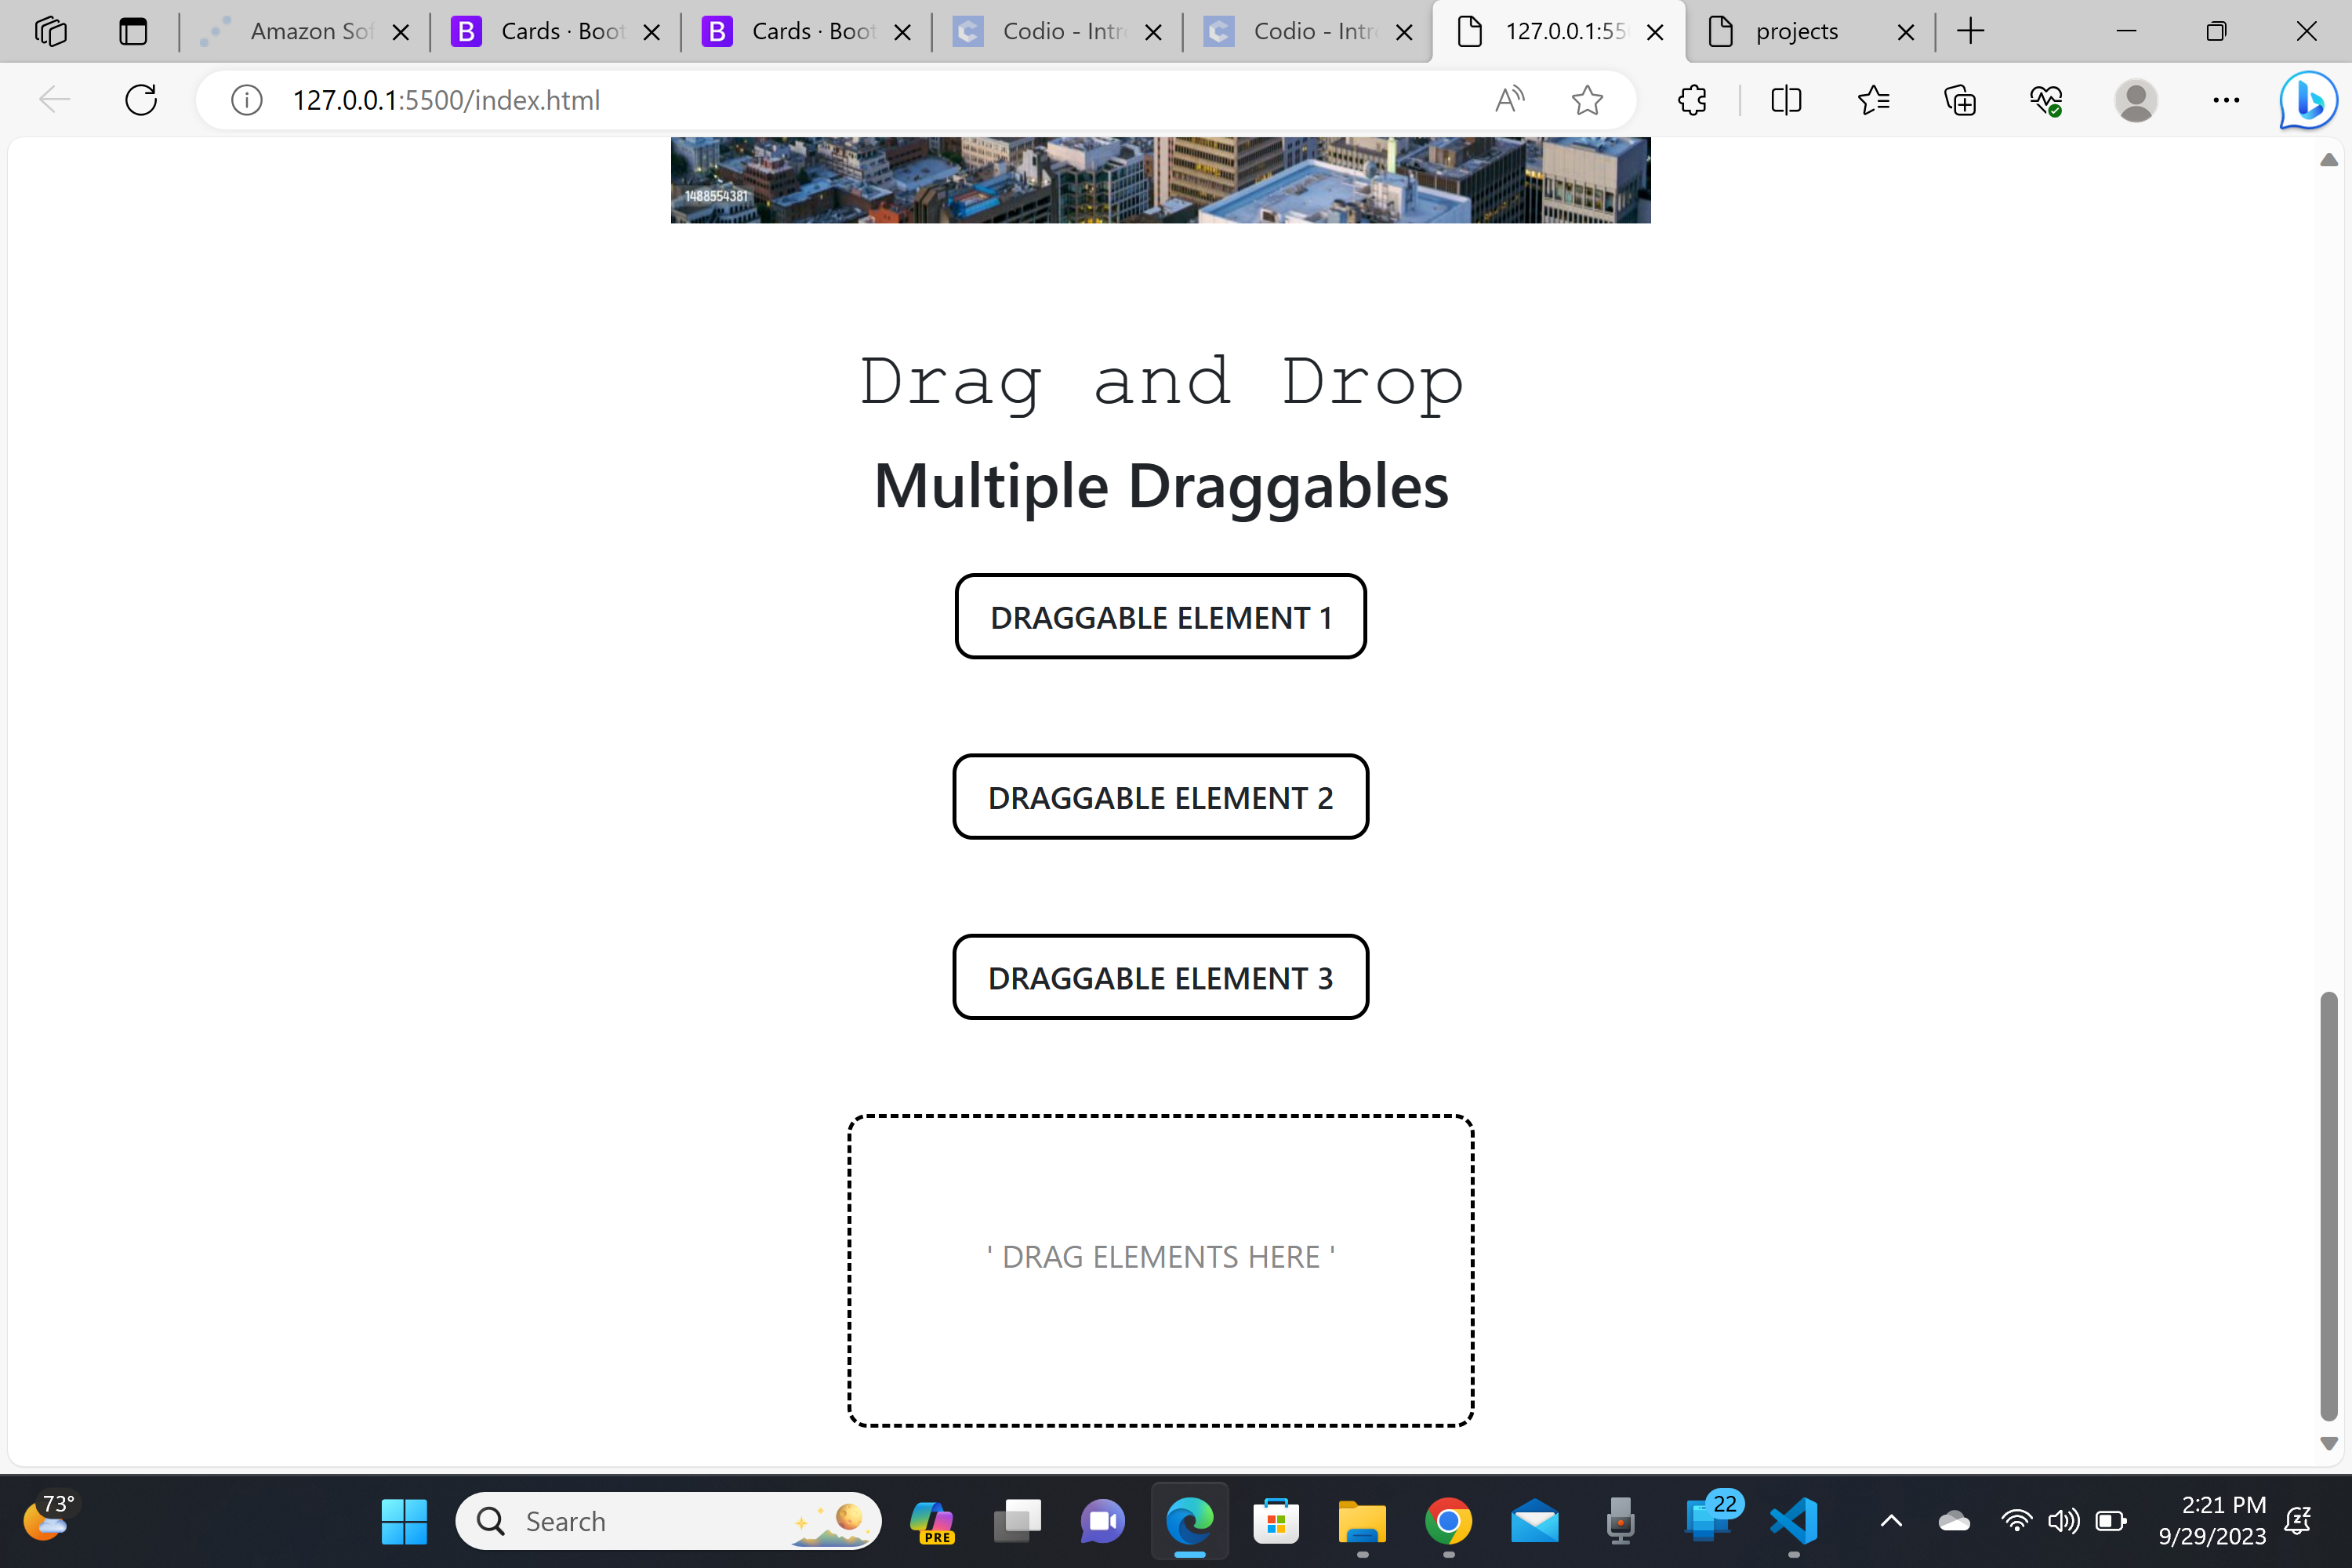 Amazon Sof
Cards · Boot
Cards · Boot
Codio - Intr
Codio - Intr
127.0.0.1:55
projects
127.0.0.1:5500/index.html
1488554381
Drag and Drop
Multiple Draggables
DRAGGABLE ELEMENT 1
DRAGGABLE ELEMENT 2
DRAGGABLE ELEMENT 3
' DRAG ELEMENTS HERE '
73°
Search
PRE
22
2:21 PM
9/29/2023